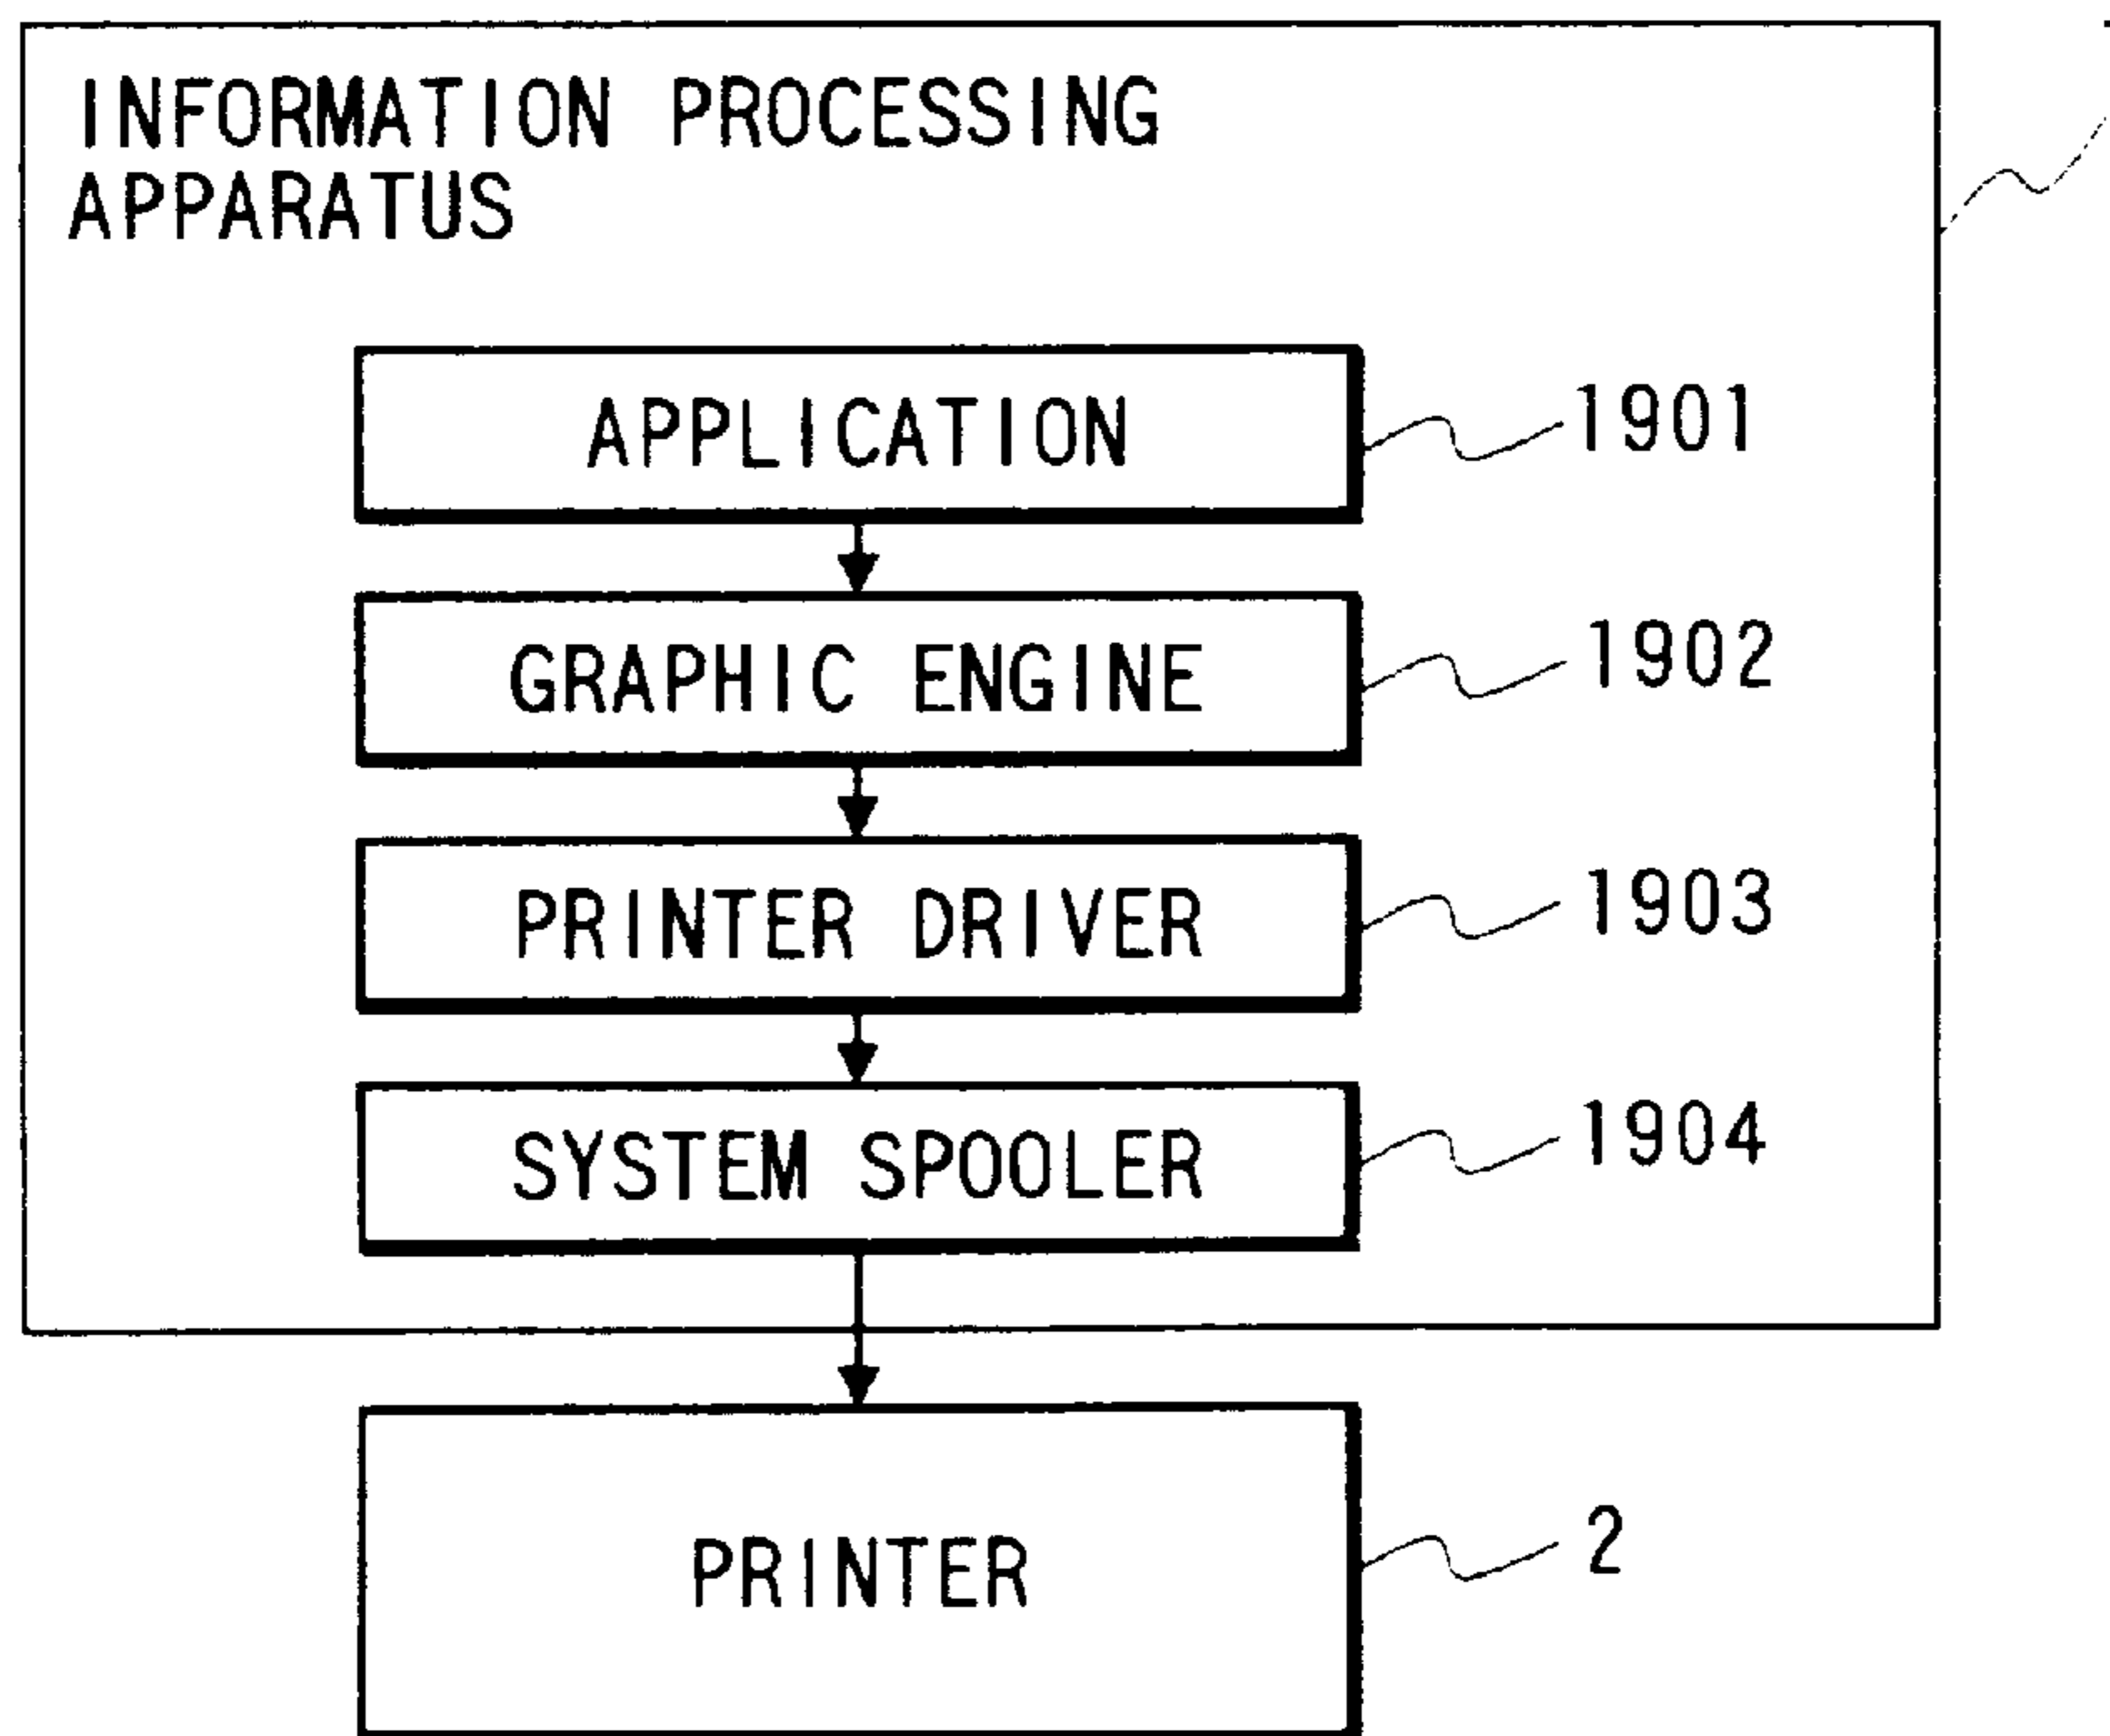 INFORMATION PROCESSING
APPARATUS
APPLICATION 1901
GRAPHIC ENGINE 1902
PRINTER DRIVER 1903
SYSTEM SPOOLER 1904
PRINTER 2